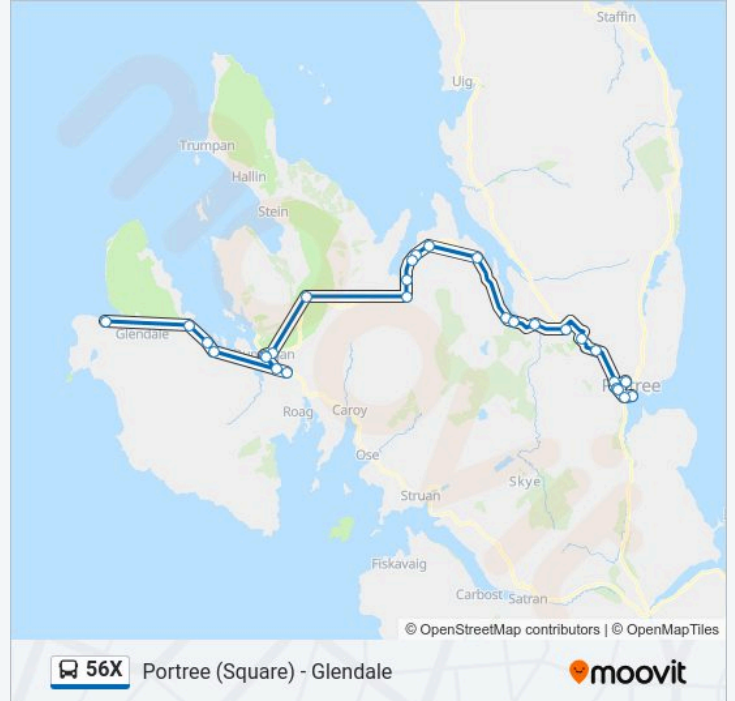 Staffin
Uig
Trumpan
Hallin
Stein
Glendale
Roag
Caroy
Ose
Skye
Struan
Fiskavaig
Carbost
Satran
© OpenStreetMap contributors | © OpenMapTiles
56X Portree (Square) - Glendale
moovit